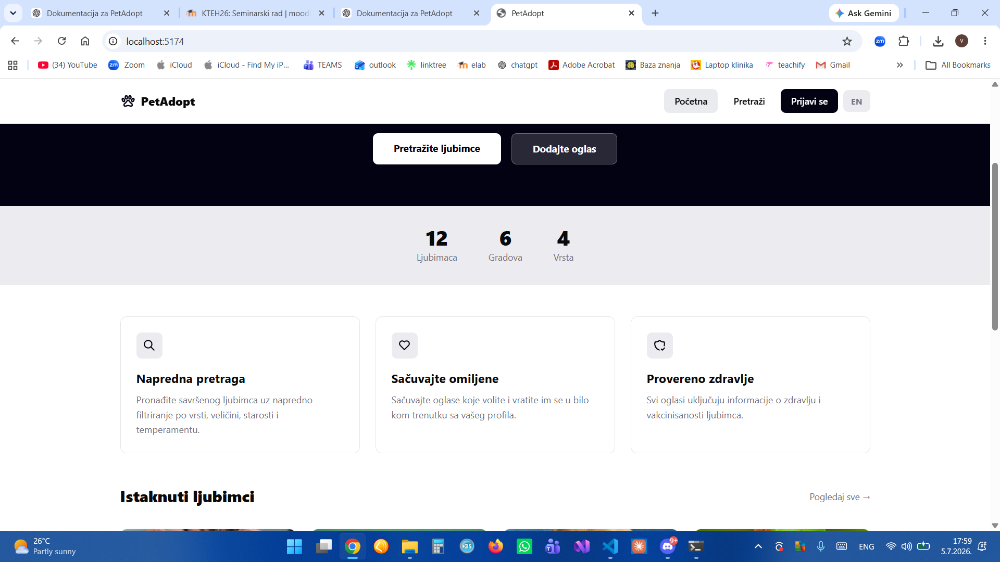 Dokumentacija za PetAdopt
KTEH26: Seminarski rad | mood
Dokumentacija za PetAdopt
PetAdopt
Ask Gemini
localhost:5174
zm
V
(34) YouTube
zm Zoom
iCloud
iCloud - Find My iP...
TEAMS
outlook
linktree
elab
chatgpt
Adobe Acrobat
Baza znanja
Laptop klinika
teachify
Gmail
All Bookmarks
PetAdopt
Početna
Pretraži
Prijavi se
EN
Pretražite ljubimce
Dodajte oglas
12
Ljubimaca
6
Gradova
4
Vrsta
Napredna pretraga
Pronađite savršenog ljubimca uz napredno
filtriranje po vrsti, veličini, starosti i
temperamentu.
Sačuvajte omiljene
Sačuvajte oglase koje volite i vratite im se u bilo
kom trenutku sa vašeg profila.
Provereno zdravlje
Svi oglasi uključuju informacije o zdravlju i
vakcinisanosti ljubimca.
Istaknuti ljubimci
Pogledaj sve →
26°C
Partly sunny
9+
ENG
17:59
5.7.2026.